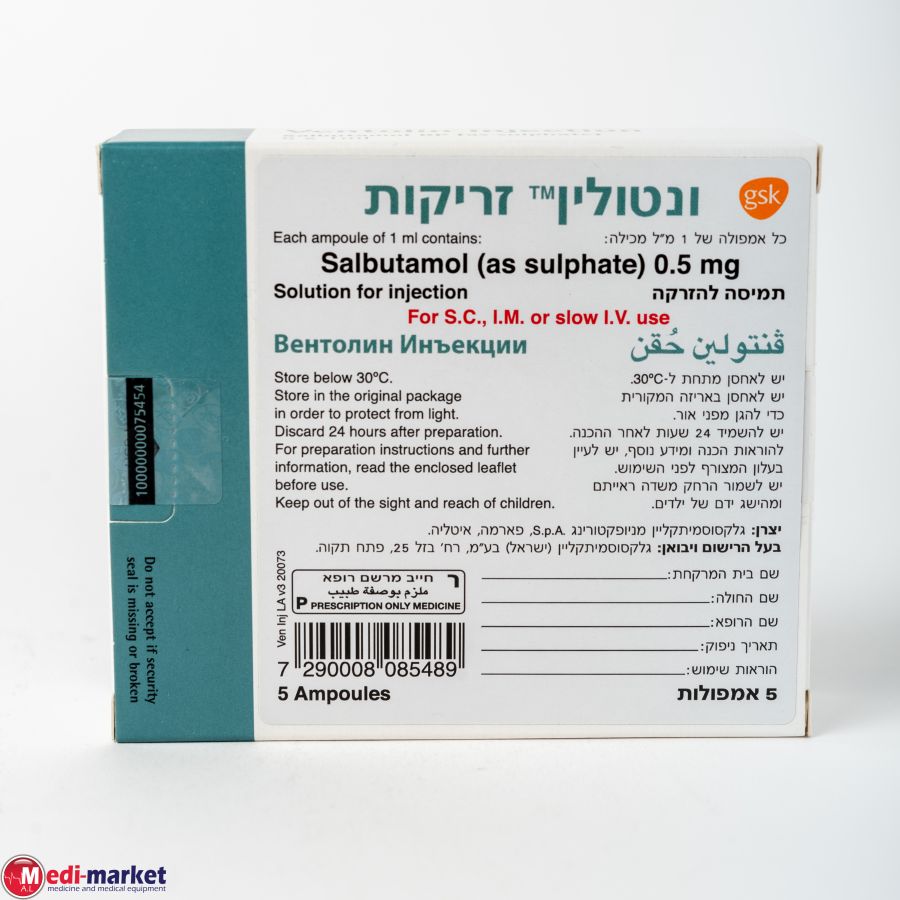 ונטולין™ זריקות
gsk
Each ampoule of 1 ml contains:
כל אמפולה של 1 מ"ל מכילה:
Salbutamol (as sulphate) 0.5 mg
Solution for injection
תמיסה להזרקה
For S.C., I.M. or slow I.V. use
Вентолин Инъекции
ڤنتولين حُقن
Store below 30°C.
Store in the original package
in order to protect from light.
Discard 24 hours after preparation.
For preparation instructions and further
information, read the enclosed leaflet
before use.
Keep out of the sight and reach of children.
יש לאחסן מתחת ל-30°C.
יש לאחסן באריזה המקורית
כדי להגן מפני אור.
יש להשמיד 24 שעות לאחר ההכנה.
להוראות הכנה ומידע נוסף, יש לעיין
בעלון המצורף לפני השימוש.
יש לשמור הרחק משדה ראייתם
ומהישג ידם של ילדים.
יצרן: גלקסוסמיתקליין מניופקטורינג S.p.A, פארמה, איטליה.
בעל הרישום ויבואן: גלקסוסמיתקליין (ישראל) בע"מ, רח' בזל 25, פתח תקוה.
Ven Inj LA v3 20073
ר חייב מרשם רופא
ملزم بوصفة طبيب
P PRESCRIPTION ONLY MEDICINE
7 290008 085489
5 Ampoules
שם בית המרקחת:
שם החולה:
שם הרופא:
תאריך ניפוק:
הוראות שימוש:
5 אמפולות
10000000075454
Do not accept if security
seal is missing or broken
Medi-market
A.L
medicine and medical equipment